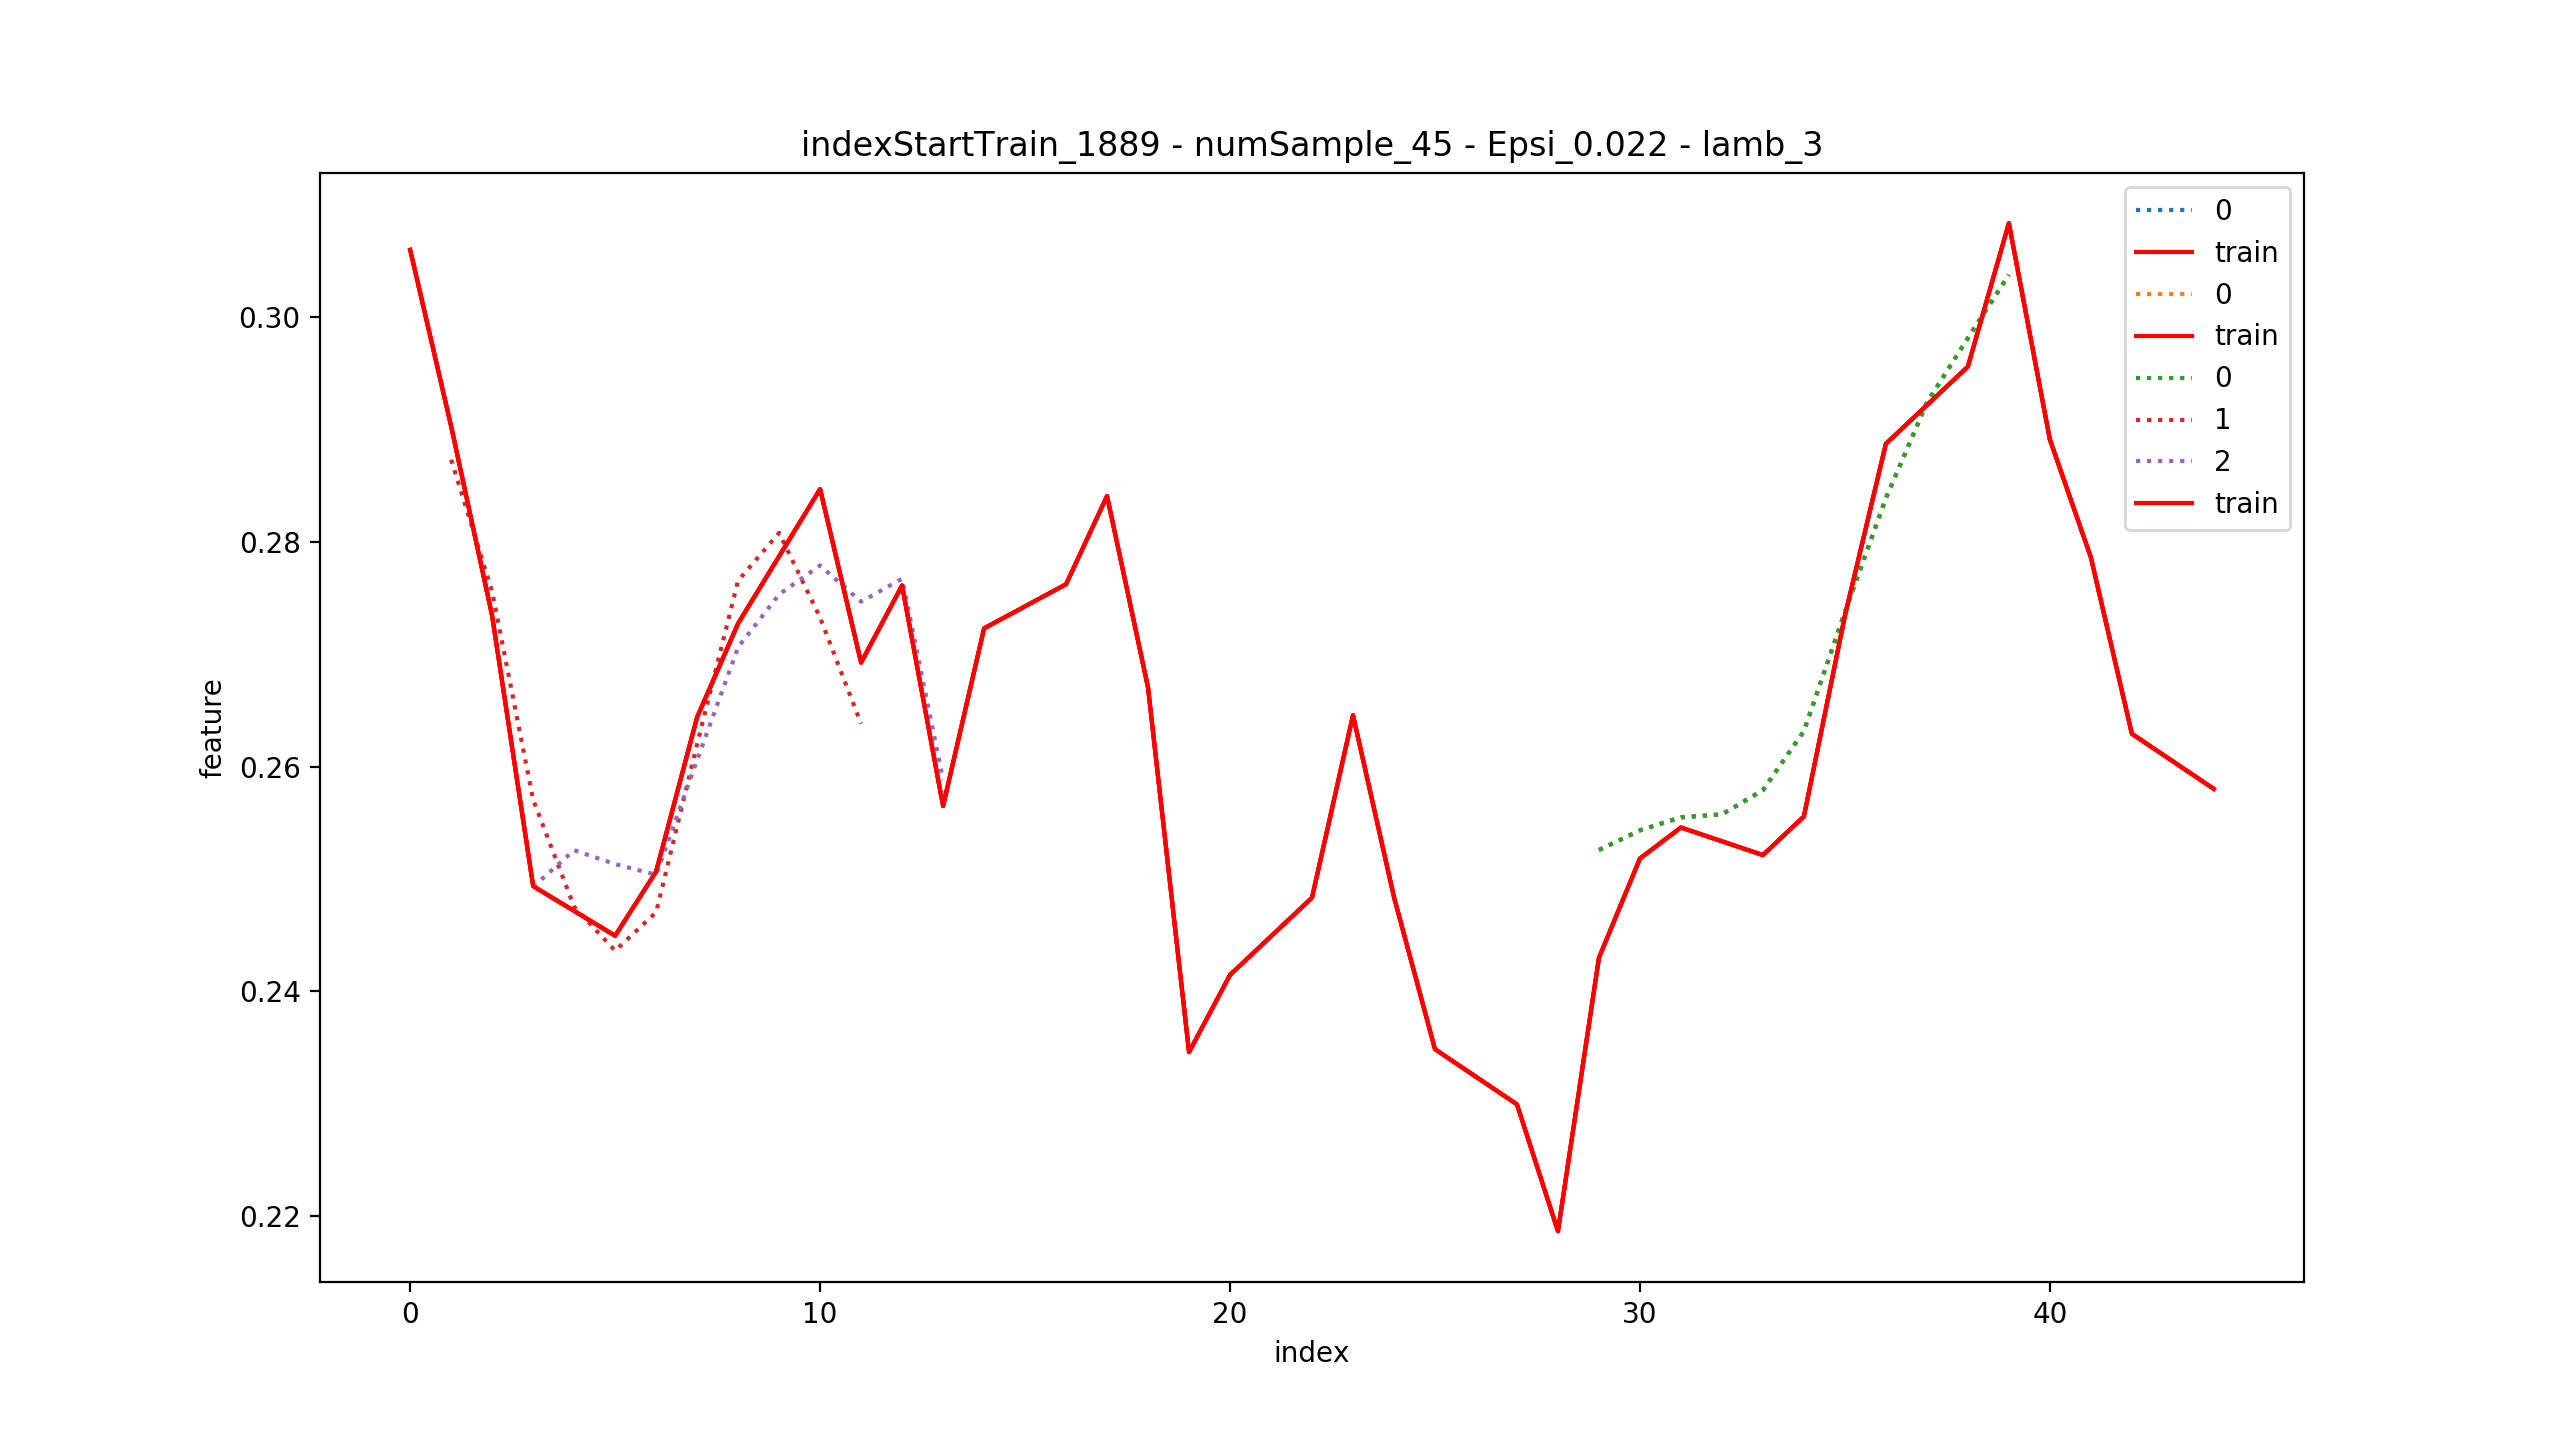 indexStartTrain_1889 - numSample_45 - Epsi_0.022 - lamb_3
0
train
0
train
0
1
2
train
0.30
0.28
0.26
0.24
0.22
feature
0 10 20 30 40
index